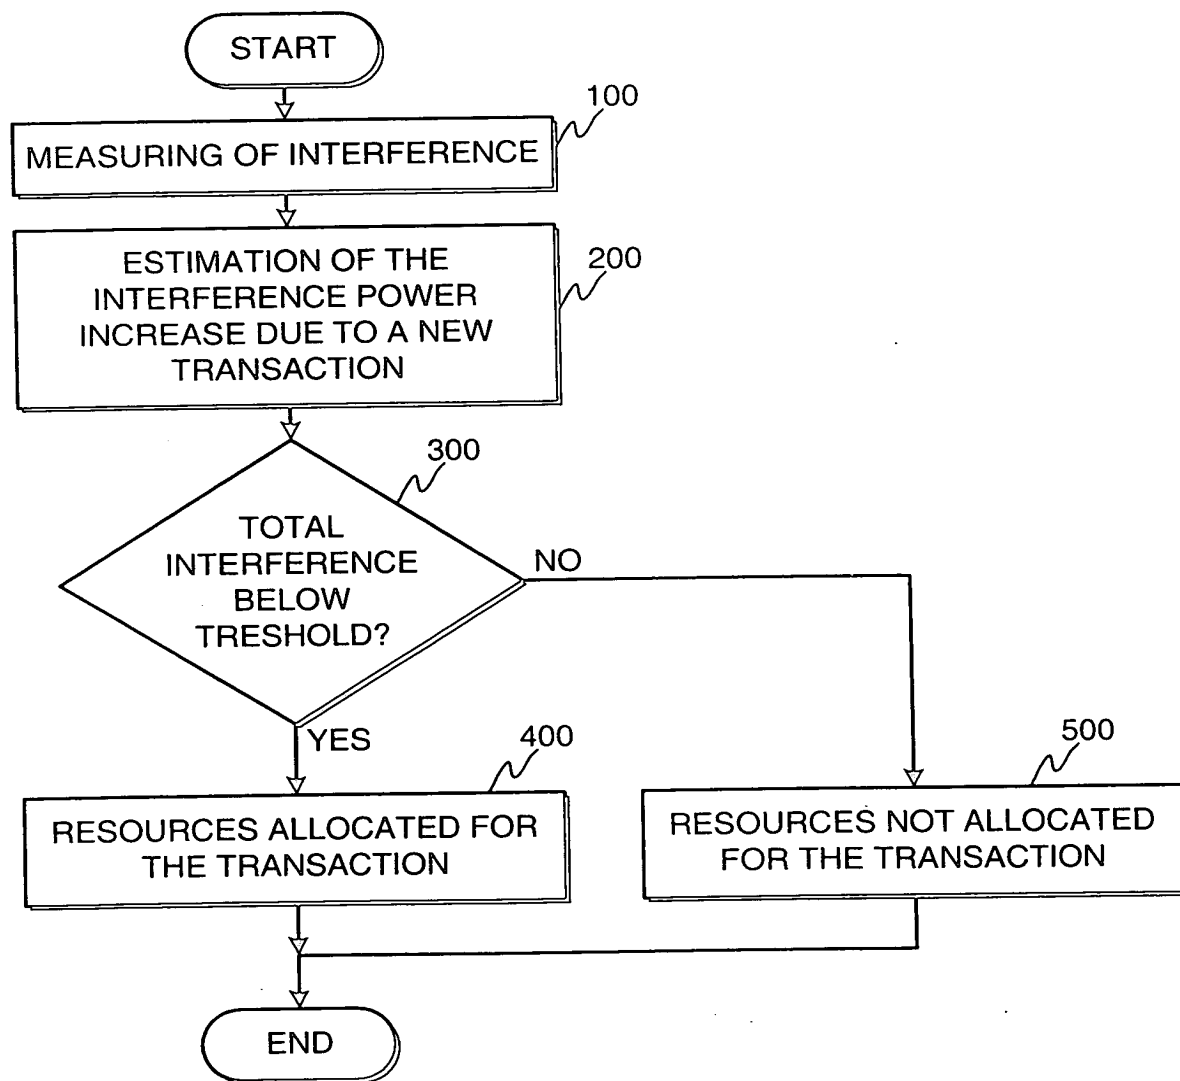 START
100
MEASURING OF INTERFERENCE
200
ESTIMATION OF THE
INTERFERENCE POWER
INCREASE DUE TO A NEW
TRANSACTION
300
TOTAL
INTERFERENCE
BELOW
TRESHOLD?
NO
YES
400
RESOURCES ALLOCATED FOR
THE TRANSACTION
500
RESOURCES NOT ALLOCATED
FOR THE TRANSACTION
END